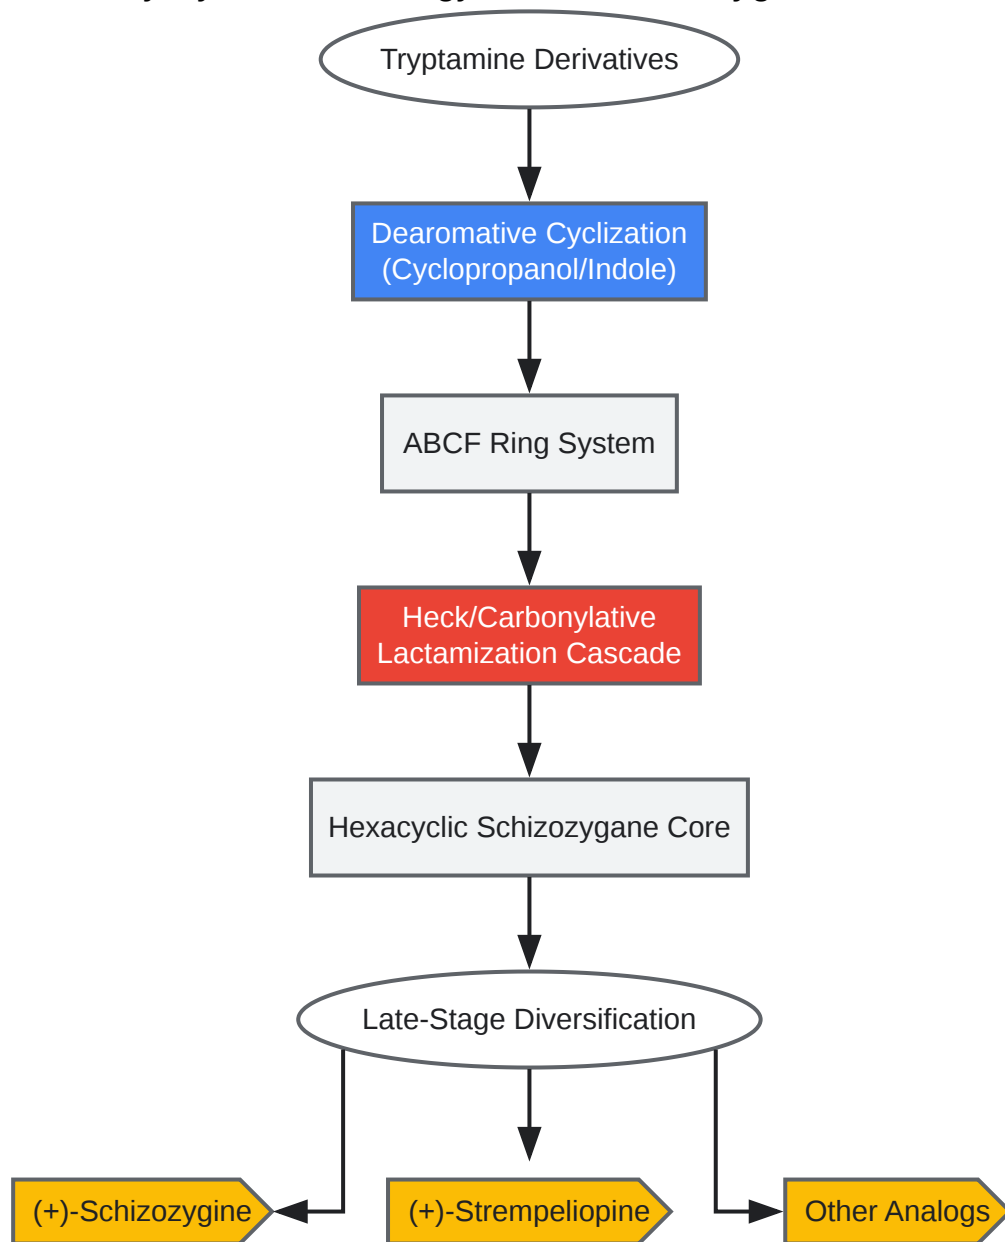 Tryptamine Derivatives
Dearomative Cyclization
(Cyclopropanol/Indole)
ABCF Ring System
Heck/Carbonylative
Lactamization Cascade
Hexacyclic Schizozygane Core
Late-Stage Diversification
(+)-Schizozygine
(+)-Strempeliopine
Other Analogs